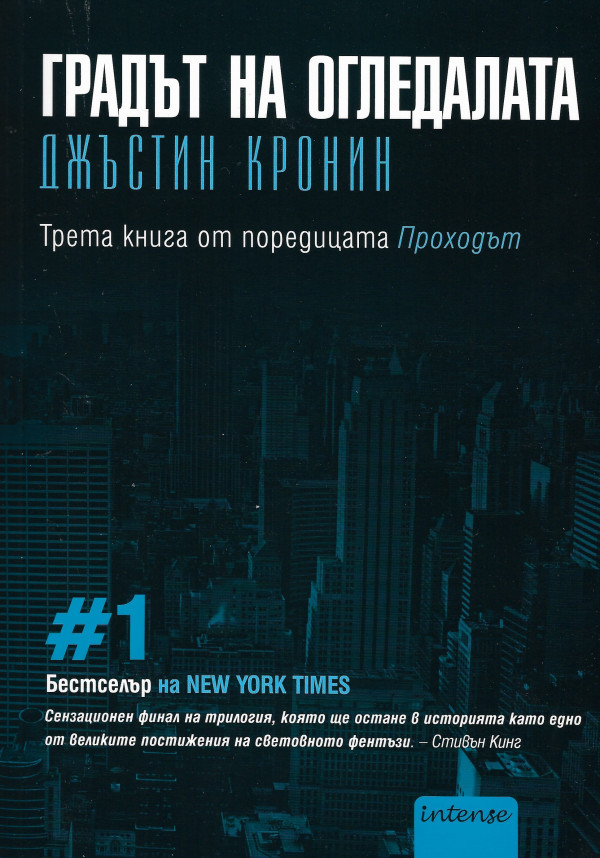 ГРАДЪТ НА ОГЛЕДАЛАТА
ДЖЪСТИН КРОНИН
Трета книга от поредицата Проходът
#1
Бестселър на NEW YORK TIMES
Сензационен финал на трилогия, която ще остане в историята като едно
от великите постижения на световното фентъзи. – Стивън Кинг
intense